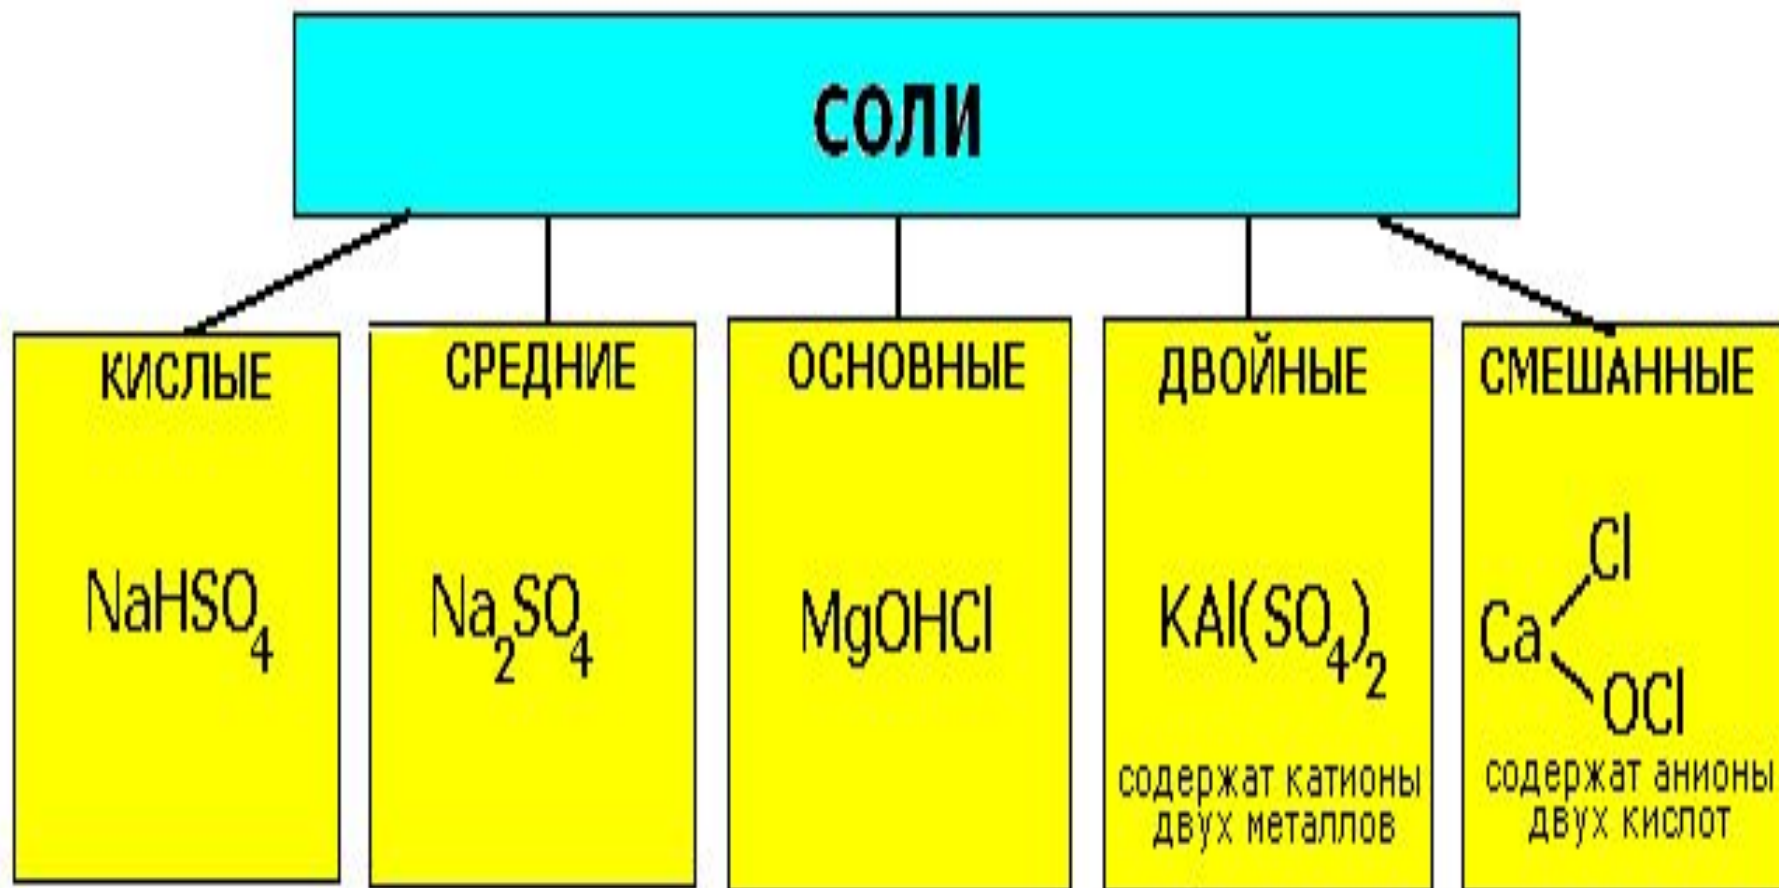 СОЛИ
КИСЛЫЕ
NaHSO₄
СРЕДНИЕ
Na₂SO₄
ОСНОВНЫЕ
MgOHCl
ДВОЙНЫЕ
KAl(SO₄)₂
содержат катионы
двух металлов
СМЕШАННЫЕ
Cl
Ca
OCl
содержат анионы
двух кислот